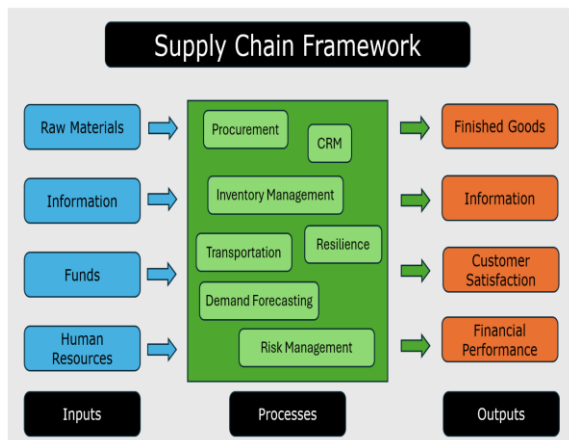 Supply Chain Framework
Raw Materials
Information
Funds
Human
Resources
Procurement
CRM
Inventory Management
Transportation
Resilience
Demand Forecasting
Risk Management
Finished Goods
Information
Customer
Satisfaction
Financial
Performance
Inputs
Processes
Outputs